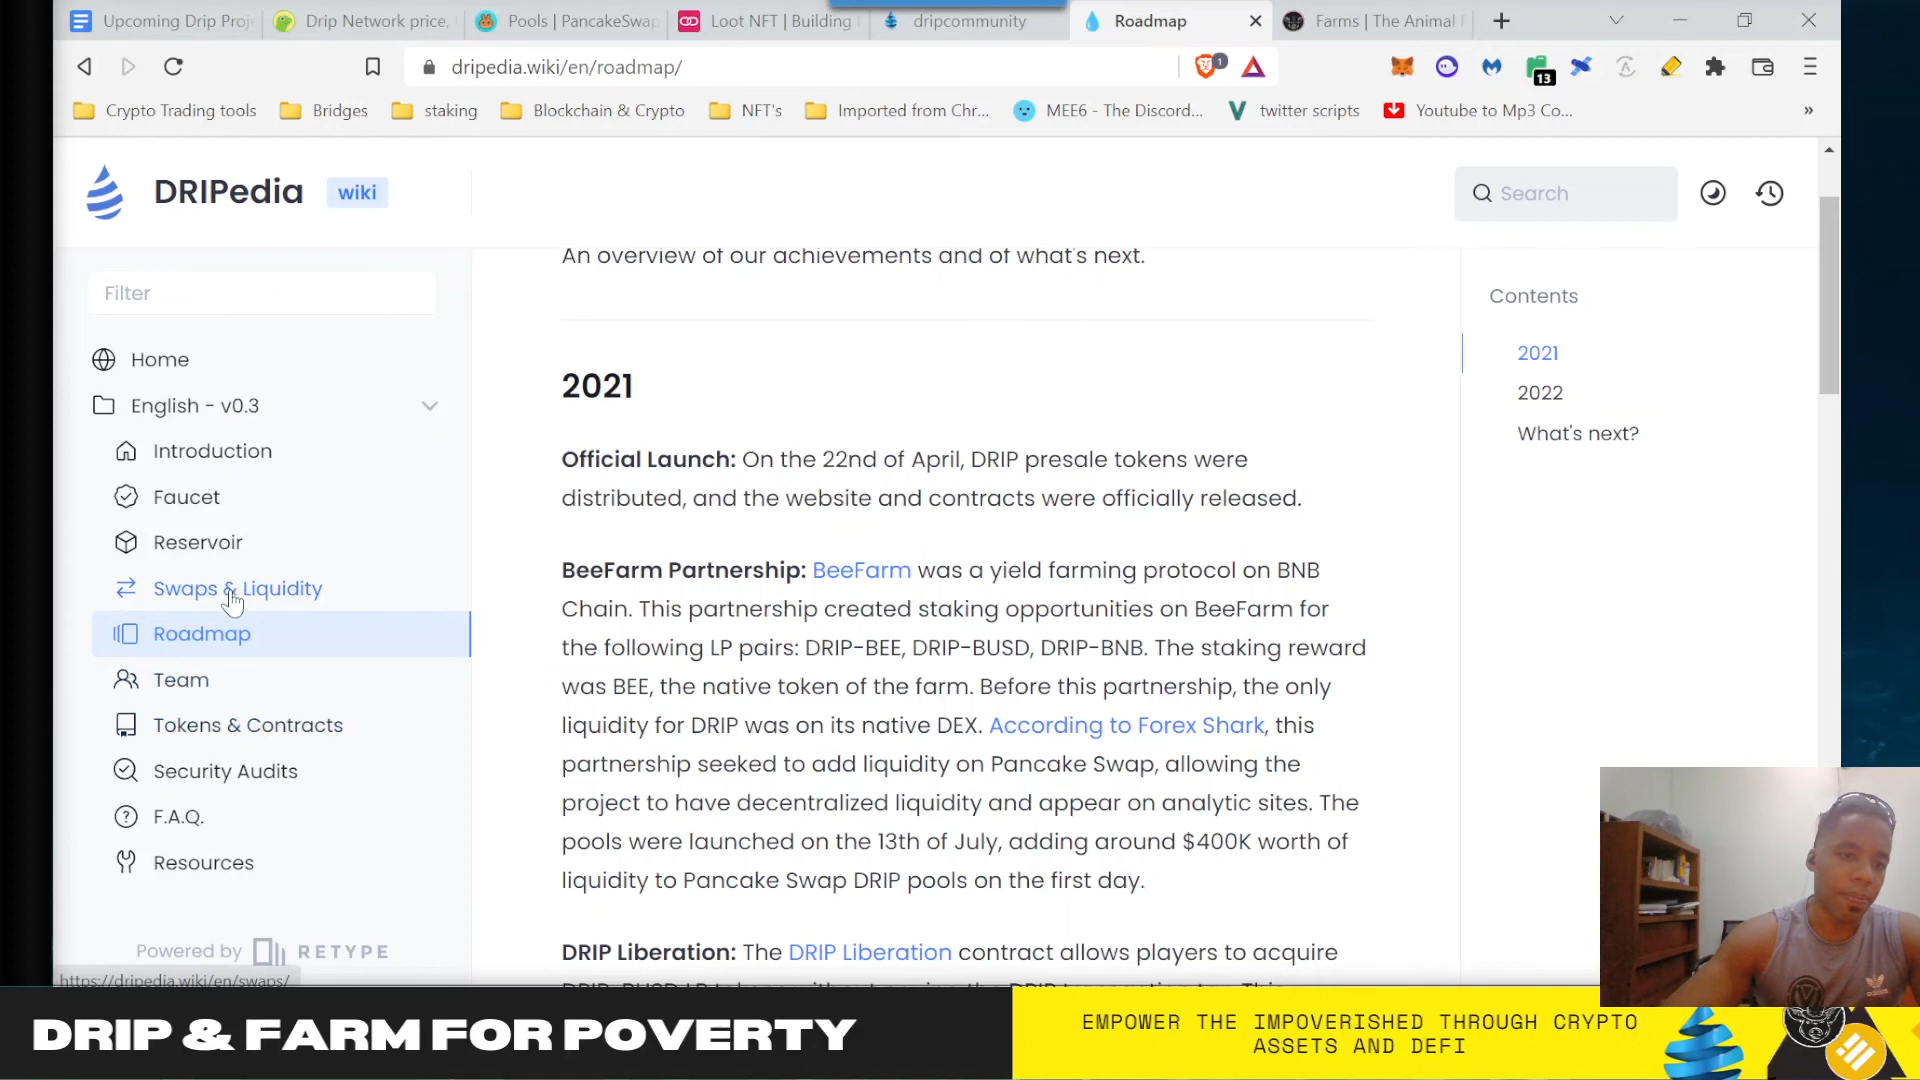 Upcoming Drip Proj
Drip Network price,
Pools | PancakeSwap
Loot NFT | Building
dripcommunity
Roadmap
Farms | The Animal F
dripedia.wiki/en/roadmap/
1
13
Crypto Trading tools
Bridges
staking
Blockchain & Crypto
NFT's
Imported from Chr...
MEE6 - The Discord...
twitter scripts
Youtube to Mp3 Co...
»
DRIPedia
wiki
Search
Filter
Home
English - v0.3
Introduction
Faucet
Reservoir
Swaps & Liquidity
Roadmap
Team
Tokens & Contracts
Security Audits
F.A.Q.
Resources
Powered by RETYPE
https://dripedia.wiki/en/swaps/
An overview of our achievements and of what's next.
2021
Official Launch: On the 22nd of April, DRIP presale tokens were
distributed, and the website and contracts were officially released.
BeeFarm Partnership: BeeFarm was a yield farming protocol on BNB
Chain. This partnership created staking opportunities on BeeFarm for
the following LP pairs: DRIP-BEE, DRIP-BUSD, DRIP-BNB. The staking reward
was BEE, the native token of the farm. Before this partnership, the only
liquidity for DRIP was on its native DEX. According to Forex Shark, this
partnership seeked to add liquidity on Pancake Swap, allowing the
project to have decentralized liquidity and appear on analytic sites. The
pools were launched on the 13th of July, adding around $400K worth of
liquidity to Pancake Swap DRIP pools on the first day.
DRIP Liberation: The DRIP Liberation contract allows players to acquire
Contents
2021
2022
What's next?
DRIP & FARM FOR POVERTY
EMPOWER THE IMPOVERISHED THROUGH CRYPTO
ASSETS AND DEFI